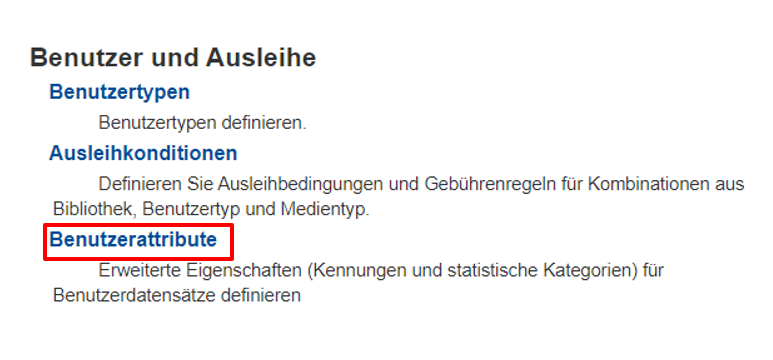 Benutzer und Ausleihe
Benutzertypen
Benutzertypen definieren.
Ausleihkonditionen
Definieren Sie Ausleihbedingungen und Gebührenregeln für Kombinationen aus
Bibliothek, Benutzertyp und Medientyp.
Benutzerattribute
Erweiterte Eigenschaften (Kennungen und statistische Kategorien) für
Benutzerdatensätze definieren